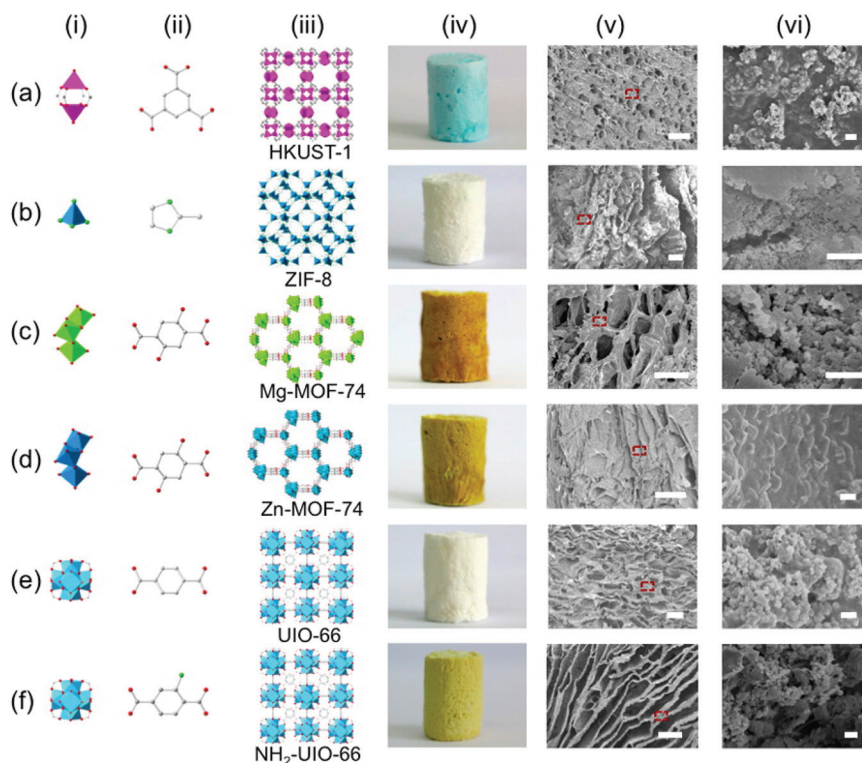 (i) (ii) (iii) (iv) (v) (vi)
(a)
HKUST-1
(b)
ZIF-8
(c)
Mg-MOF-74
(d)
Zn-MOF-74
(e)
UIO-66
(f)
NH₂-UIO-66